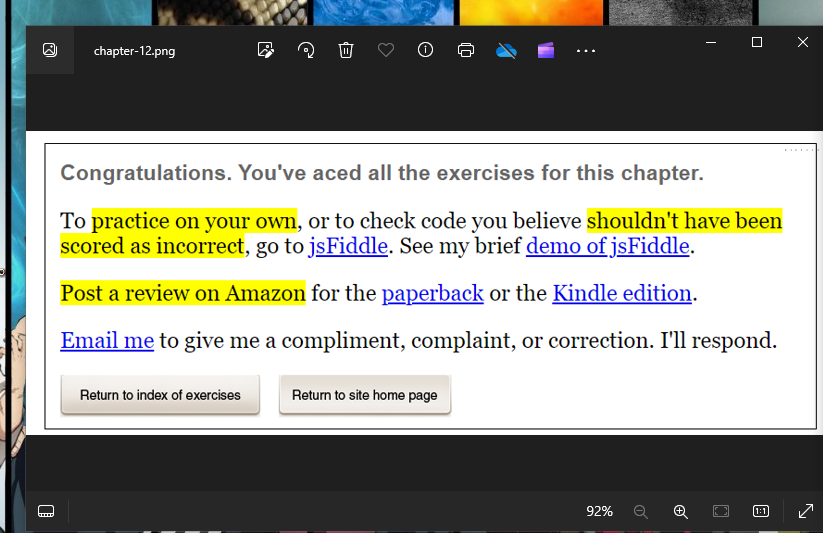 chapter-12.png
Congratulations. You've aced all the exercises for this chapter.
To practice on your own, or to check code you believe shouldn't have been
scored as incorrect, go to jsFiddle. See my brief demo of jsFiddle.
Post a review on Amazon for the paperback or the Kindle edition.
Email me to give me a compliment, complaint, or correction. I'll respond.
Return to index of exercises Return to site home page
92% 1:1